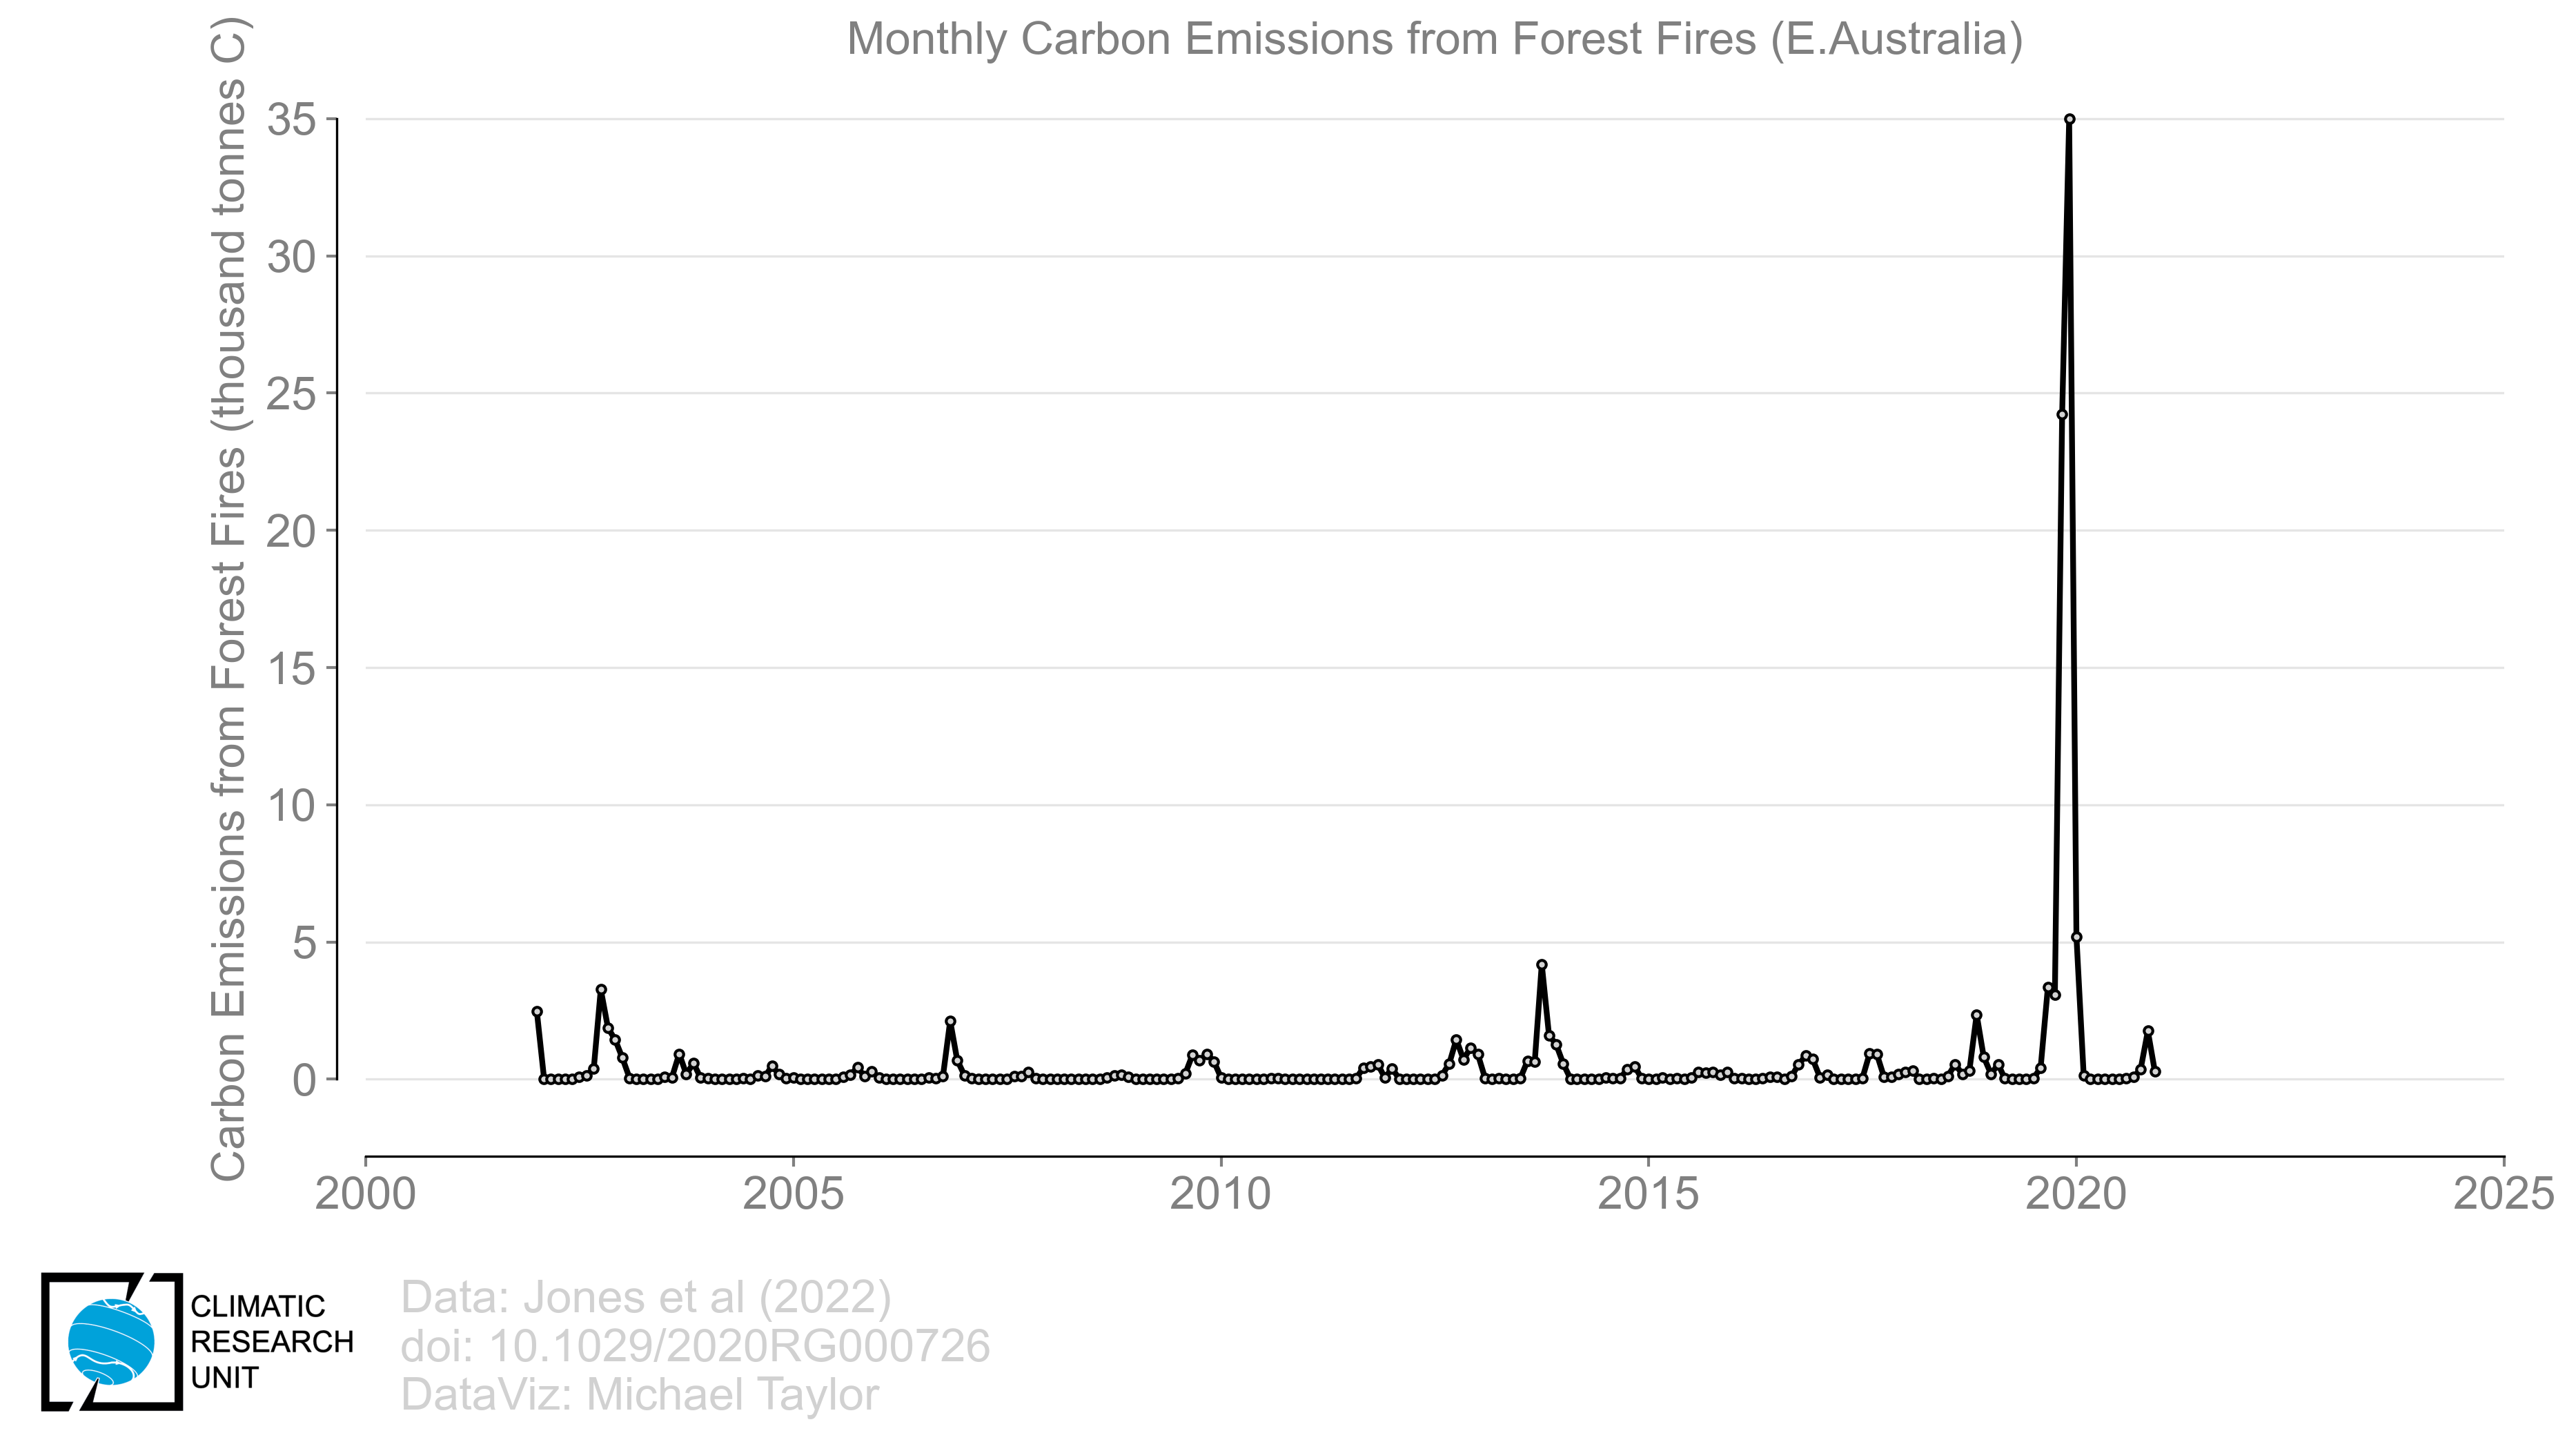 Monthly Carbon Emissions from Forest Fires (E.Australia)
Carbon Emissions from Forest Fires (thousand tonnes C)
35
30
25
20
15
10
5
0
2000 2005 2010 2015 2020 2025
CLIMATIC
RESEARCH
UNIT
Data: Jones et al (2022)
doi: 10.1029/2020RG000726
DataViz: Michael Taylor